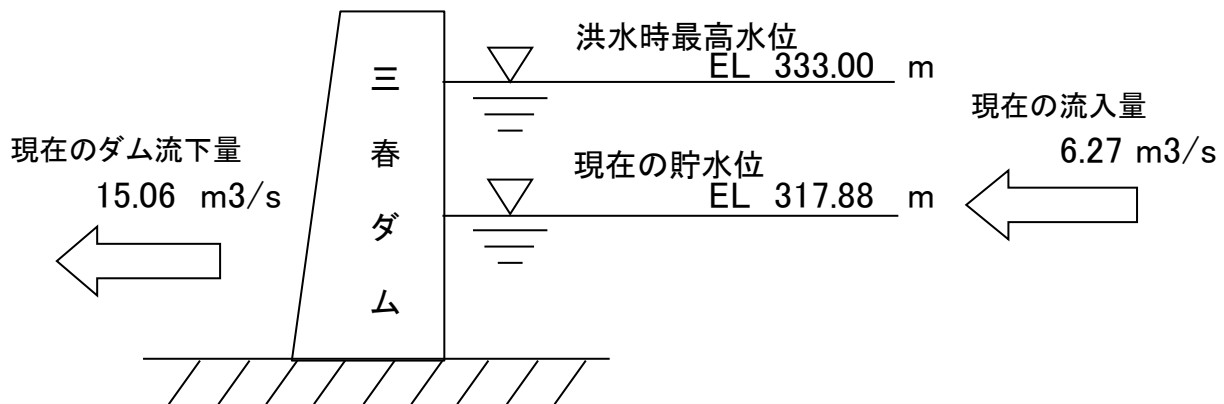 洪水時最高水位
EL 333.00 m
現在の流入量
6.27 m3/s
現在のダム流下量
15.06 m3/s
現在の貯水位
EL 317.88 m
三春ダム